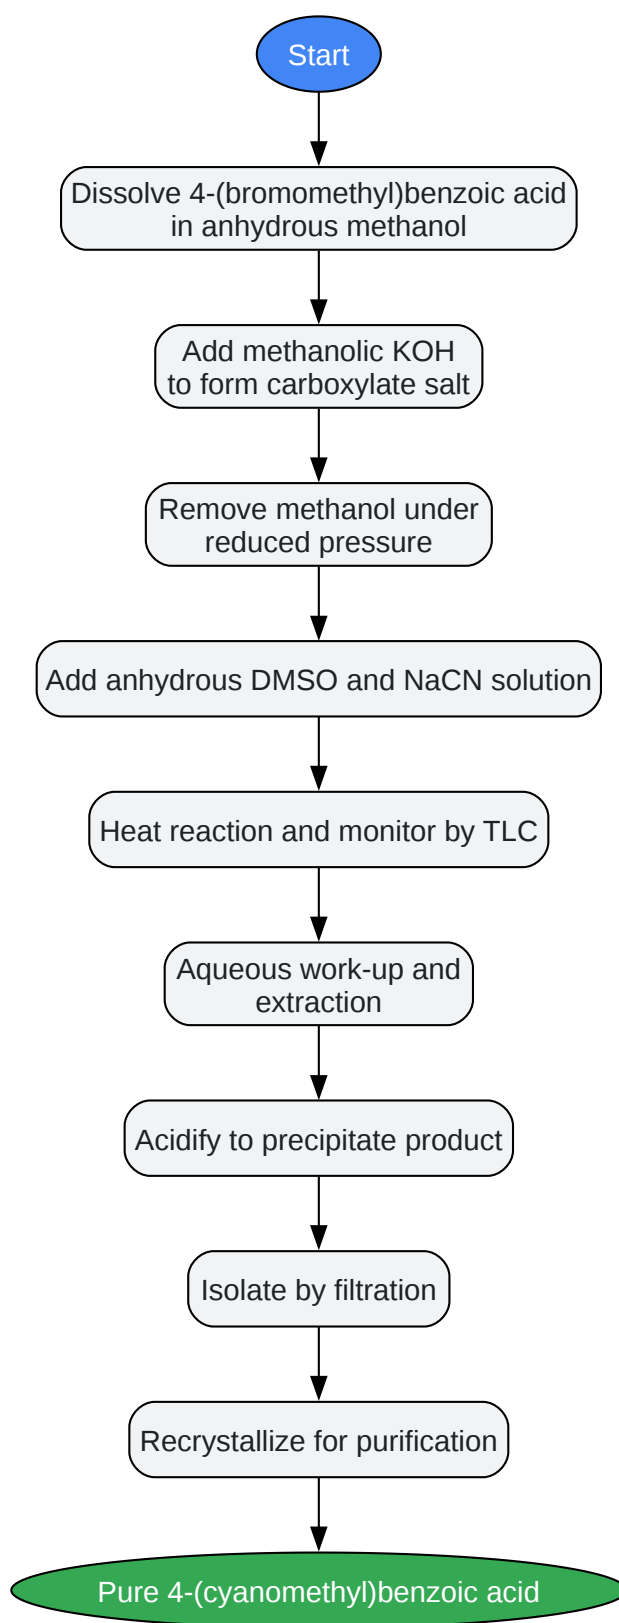 Start
Dissolve 4-(bromomethyl)benzoic acid
in anhydrous methanol
Add methanolic KOH
to form carboxylate salt
Remove methanol under
reduced pressure
Add anhydrous DMSO and NaCN solution
Heat reaction and monitor by TLC
Aqueous work-up and
extraction
Acidify to precipitate product
Isolate by filtration
Recrystallize for purification
Pure 4-(cyanomethyl)benzoic acid